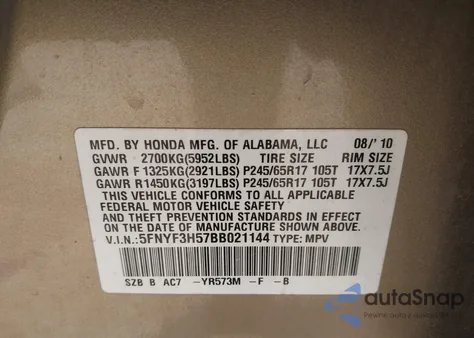 MFD. BY HONDA MFG. OF ALABAMA, LLC 08/' 10
GVWR 2700KG(5952LBS) TIRE SIZE RIM SIZE
GAWR F 1325KG(2921LBS) P245/65R17 105T 17X7.5J
GAWR R1450KG(3197LBS) P245/65R17 105T 17X7.5J
THIS VEHICLE CONFORMS TO ALL APPLICABLE
FEDERAL MOTOR VEHICLE SAFETY STANDARDS IN EFFECT
ON THE DATE OF MANUFACTURE SHOWN ABOVE.
V.I.N.: 5FNYF3H57BB021144 TYPE: MPV
SZB B AC7 -YR573M -F -B
autoSnap